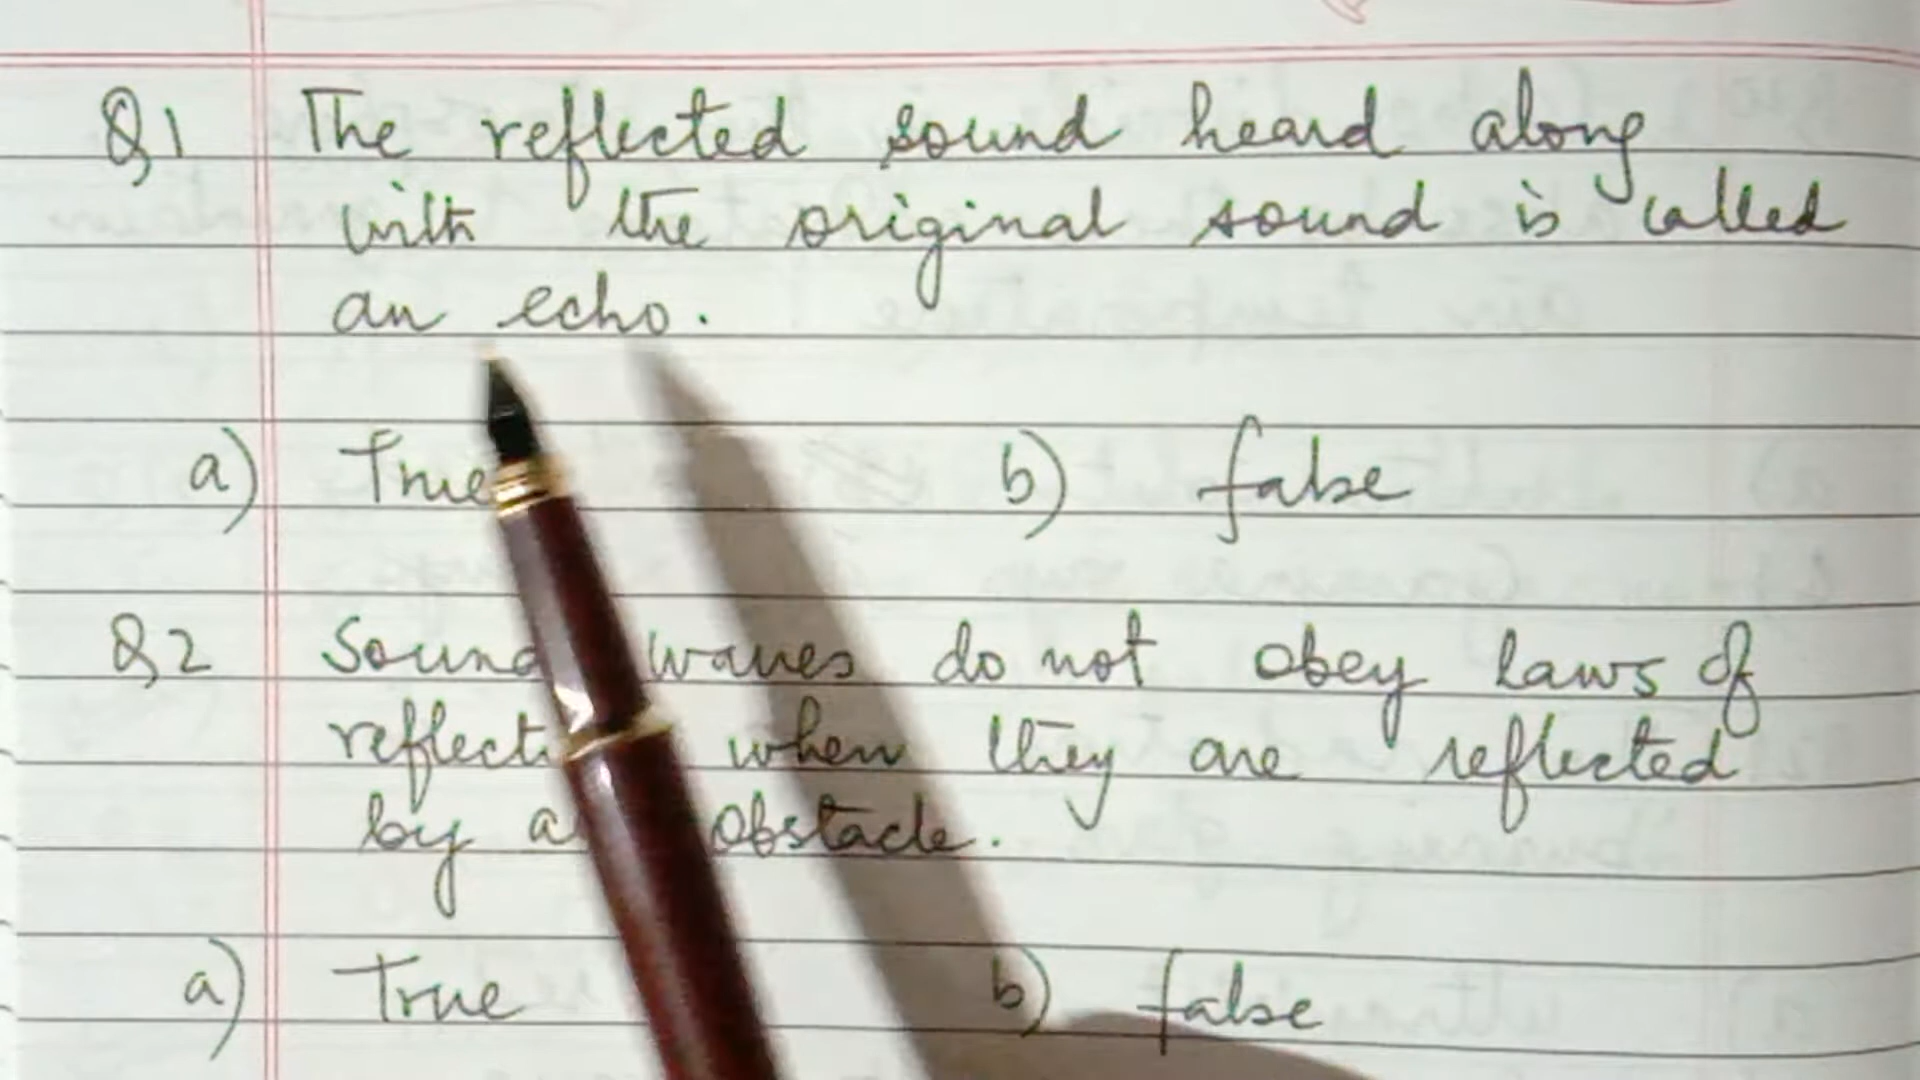 Q1 The reflected sound heard along
with the original sound is called
an echo.
a) True b) false
Q2 Sound waves do not obey laws of
reflecti when they are reflected
by a obstacle.
a) True b) false